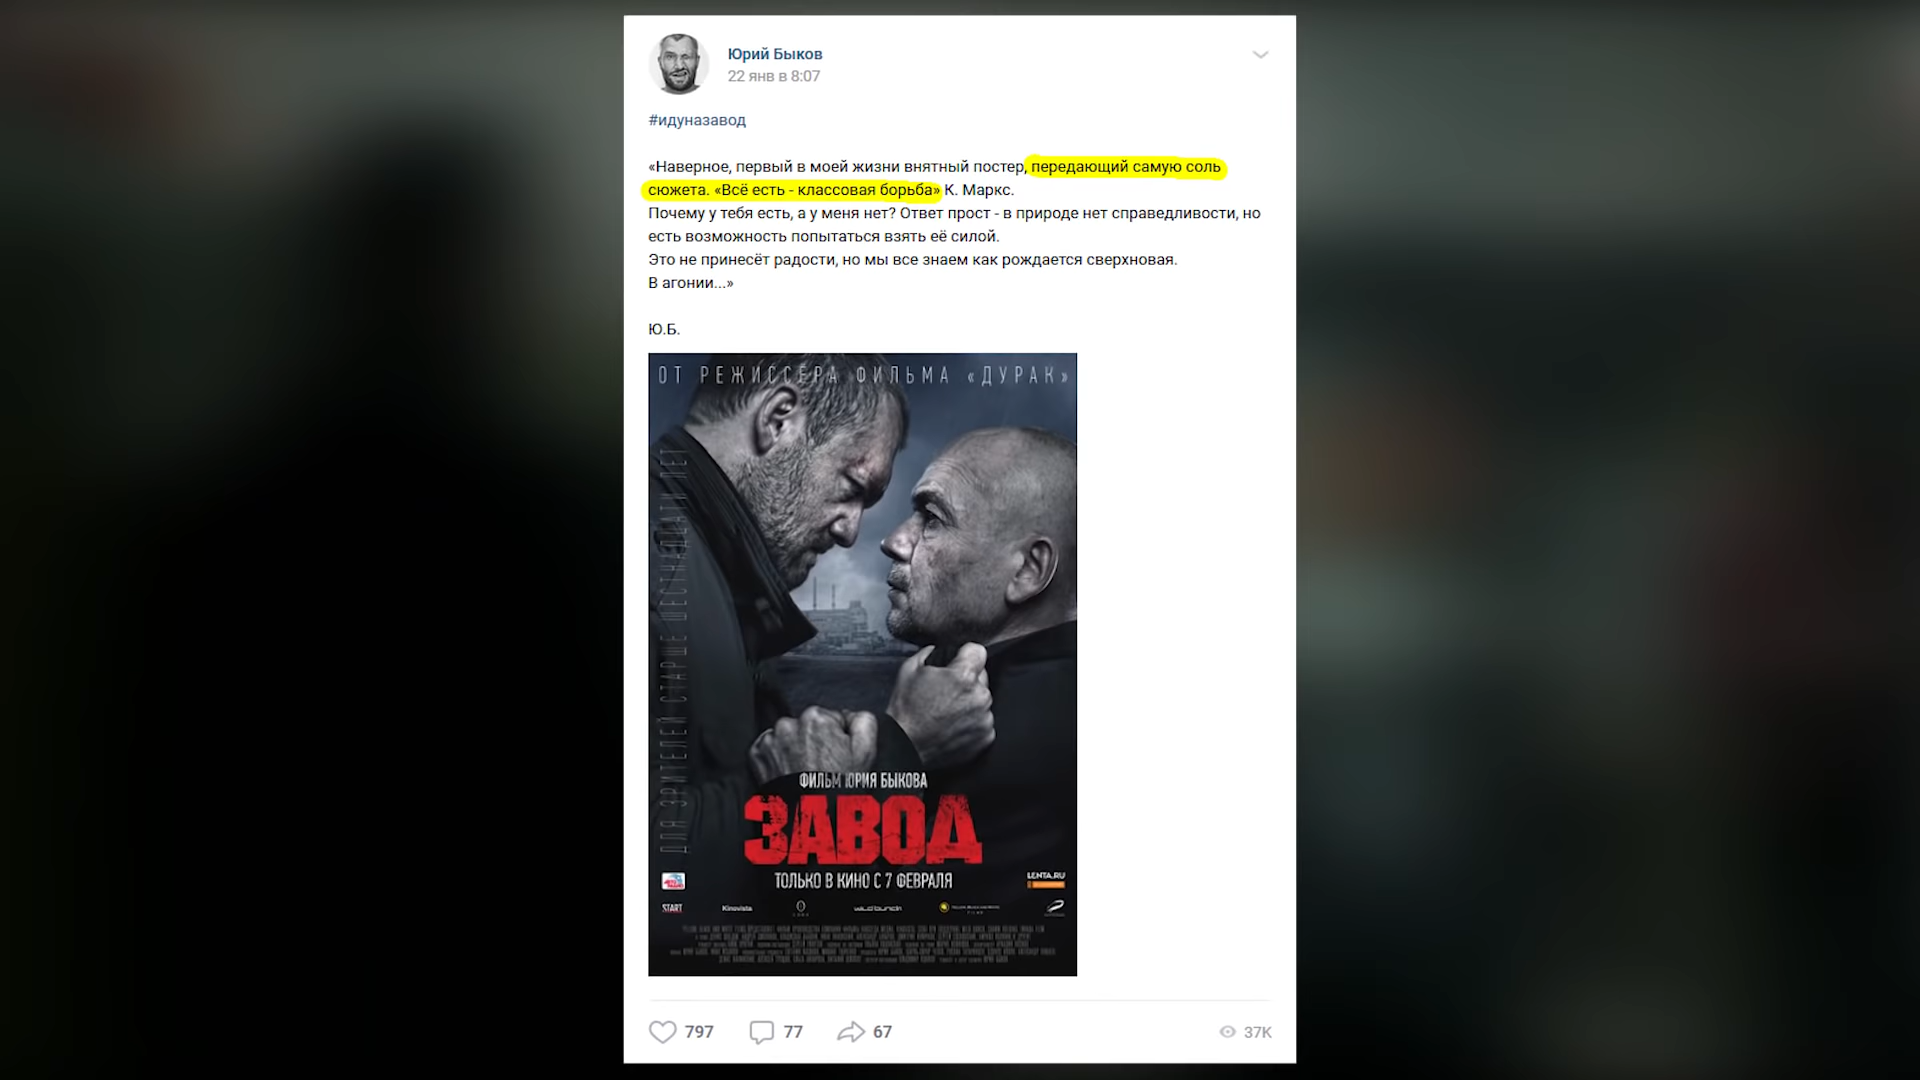 Юрий Быков
22 янв в 8:07
#идуназавод
«Наверное, первый в моей жизни внятный постер, передающий самую соль
сюжета. «Всё есть - классовая борьба» К. Маркс.
Почему у тебя есть, а у меня нет? Ответ прост - в природе нет справедливости, но
есть возможность попытаться взять её силой.
Это не принесёт радости, но мы все знаем как рождается сверхновая.
В агонии...»
Ю.Б.
ОТ РЕЖИССЕРА ФИЛЬМА «ДУРАК»
ДЛЯ ЗРИТЕЛЕЙ СТАРШЕ ШЕСТНАДЦАТИ ЛЕТ
ФИЛЬМ ЮРИЯ БЫКОВА
ЗАВОД
ТОЛЬКО В КИНО С 7 ФЕВРАЛЯ
LENTA.RU
START
Kinovista
wild bunch
797
77
67
37K